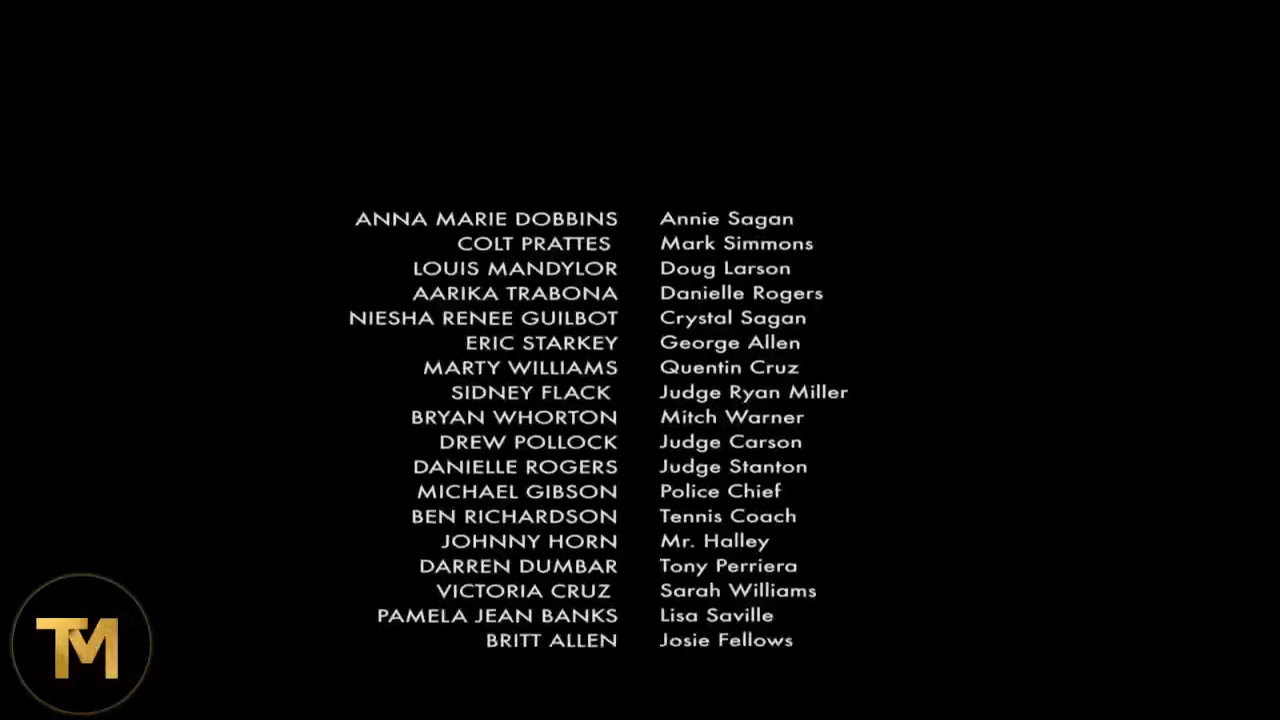 ANNA MARIE DOBBINS Annie Sagan
COLT PRATTES Mark Simmons
LOUIS MANDYLOR Doug Larson
AARIKA TRABONA Danielle Rogers
NIESHA RENEE GUILBOT Crystal Sagan
ERIC STARKEY George Allen
MARTY WILLIAMS Quentin Cruz
SIDNEY FLACK Judge Ryan Miller
BRYAN WHORTON Mitch Warner
DREW POLLOCK Judge Carson
DANIELLE ROGERS Judge Stanton
MICHAEL GIBSON Police Chief
BEN RICHARDSON Tennis Coach
JOHNNY HORN Mr. Halley
DARREN DUMBAR Tony Perriera
VICTORIA CRUZ Sarah Williams
PAMELA JEAN BANKS Lisa Saville
BRITT ALLEN Josie Fellows
TM